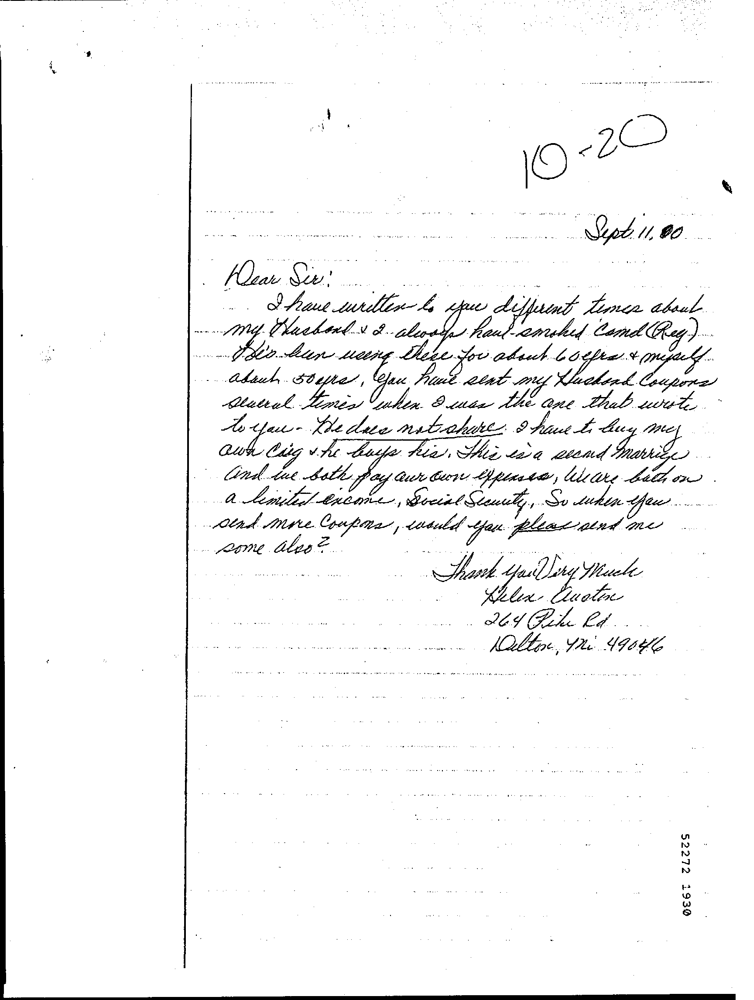 10-20
Sept. 11. 00
Dear Sir:
I have written to you different times about
my Husband & I always have smoked Camel (Reg)
He's been using these for about 60 yrs & myself
about 50 yrs, You have sent my Husband Coupons
several times when I was the one that wrote
to you - He does not share. I have to buy my
own Cig & he buys his. This is a second marriage
and we both pay our own expenses, We are both on
a limited income, Social Security, So when you
send more Coupons, would you please send me
some also?
Thank You Very Much
Helen Austin
264 Pike Rd
Delton, Mi 49046
52272 1930